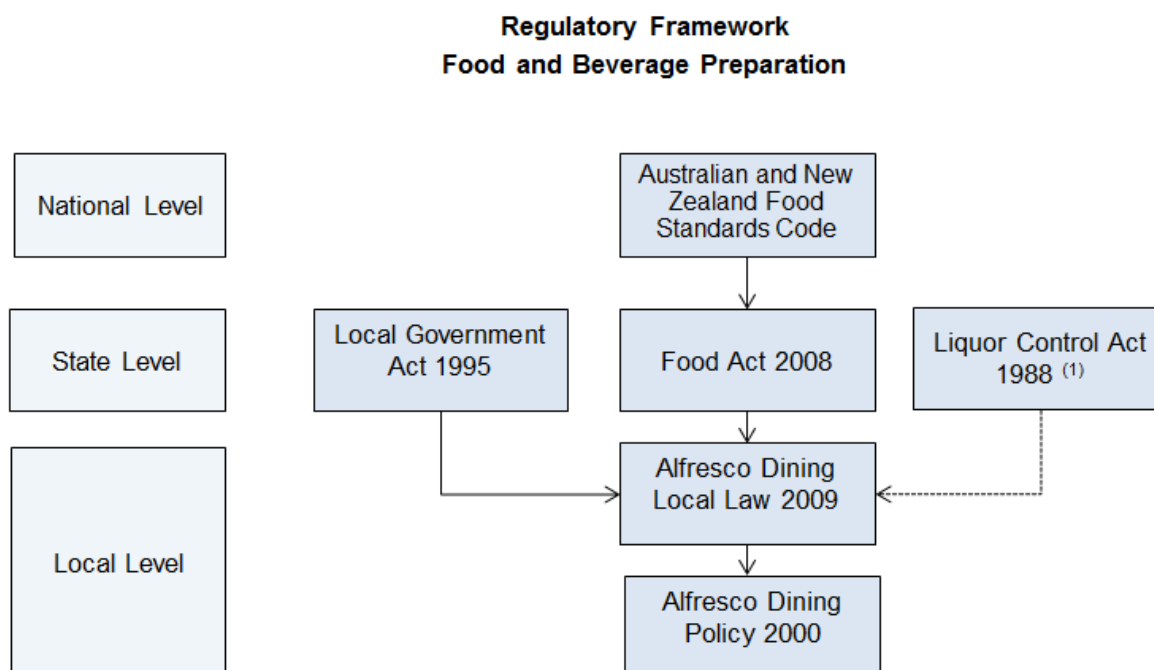 Regulatory Framework
Food and Beverage Preparation
National Level
Australian and New
Zealand Food
Standards Code
State Level
Local Government
Act 1995
Food Act 2008
Liquor Control Act
1988 (1)
Local Level
Alfresco Dining
Local Law 2009
Alfresco Dining
Policy 2000